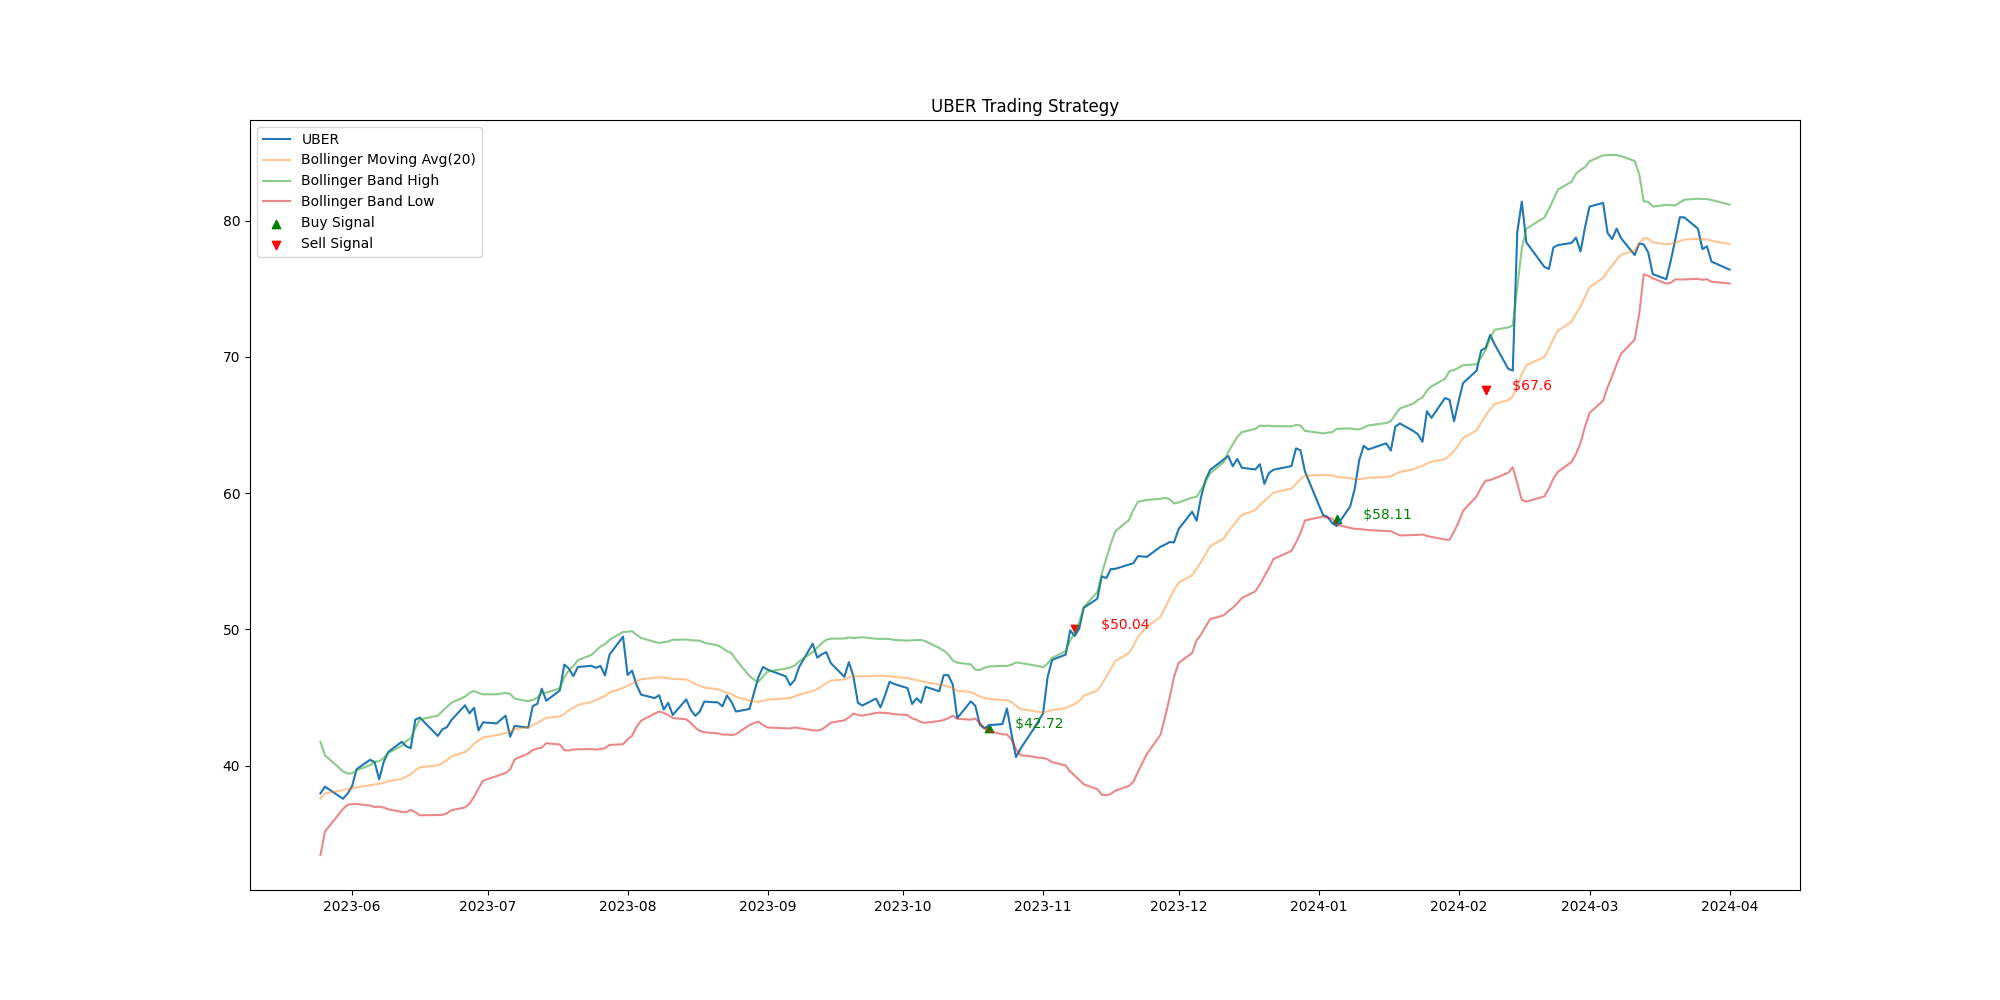 UBER Trading Strategy
UBER
Bollinger Moving Avg(20)
Bollinger Band High
Bollinger Band Low
Buy Signal
Sell Signal
80
70
60
50
40
$67.6
$58.11
$50.04
$42.72
2023-06 2023-07 2023-08 2023-09 2023-10 2023-11 2023-12 2024-01 2024-02 2024-03 2024-04